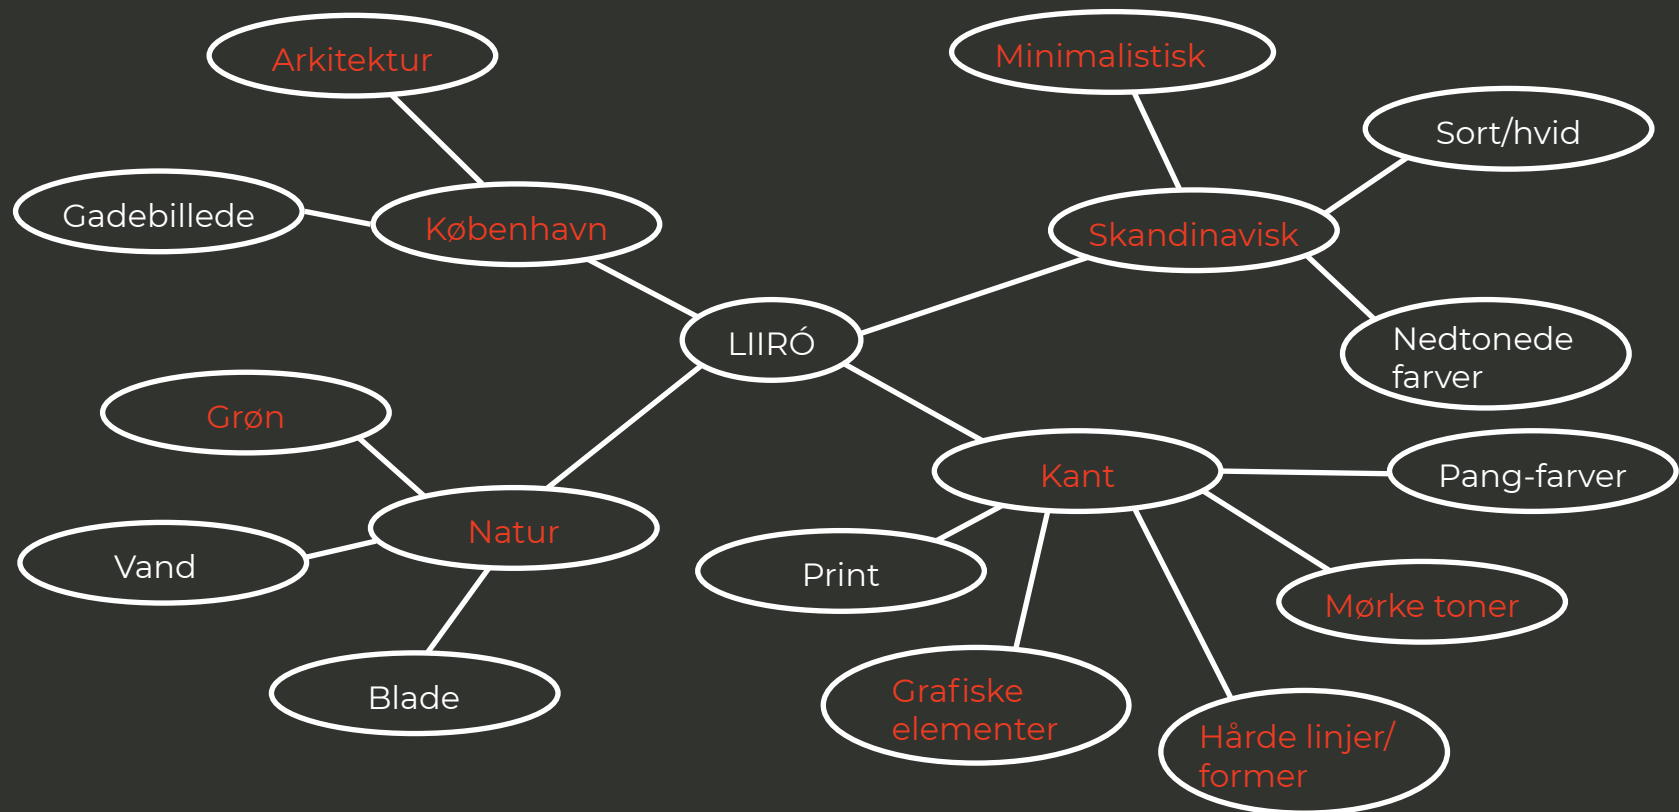 Arkitektur
Minimalistisk
Sort/hvid
Gadebillede
København
Skandinavisk
LIIRÓ
Nedtonede
farver
Grøn
Kant
Pang-farver
Natur
Vand
Print
Mørke toner
Blade
Grafiske
elementer
Hårde linjer/
former